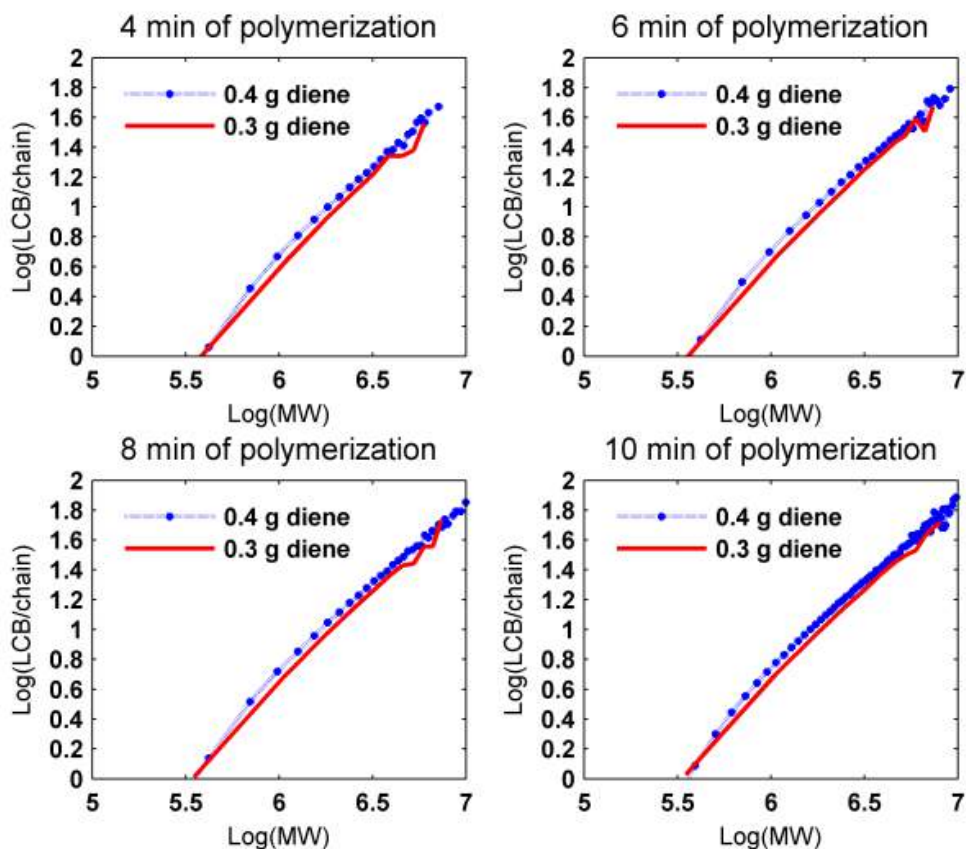 4 min of polymerization
2
1.8
1.6
1.4
1.2
1
0.8
0.6
0.4
0.2
0
Log(LCB/chain)
0.4 g diene
0.3 g diene
5 5.5 6 6.5 7
Log(MW)
6 min of polymerization
2
1.8
1.6
1.4
1.2
1
0.8
0.6
0.4
0.2
0
Log(LCB/chain)
0.4 g diene
0.3 g diene
5 5.5 6 6.5 7
Log(MW)
8 min of polymerization
2
1.8
1.6
1.4
1.2
1
0.8
0.6
0.4
0.2
0
Log(LCB/chain)
0.4 g diene
0.3 g diene
5 5.5 6 6.5 7
Log(MW)
10 min of polymerization
2
1.8
1.6
1.4
1.2
1
0.8
0.6
0.4
0.2
0
Log(LCB/chain)
0.4 g diene
0.3 g diene
5 5.5 6 6.5 7
Log(MW)